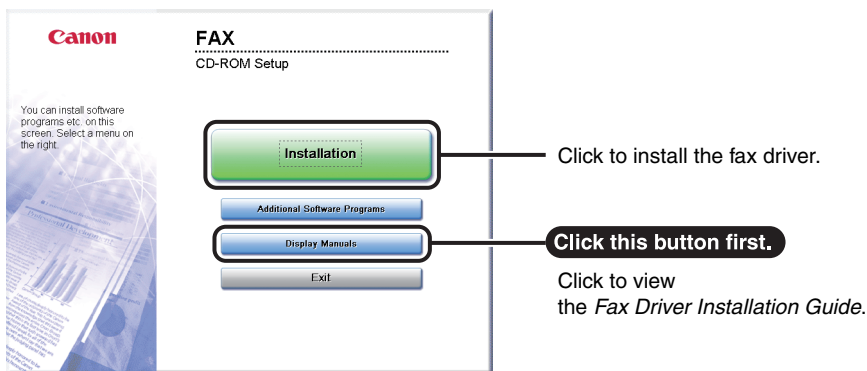 Canon
FAX
CD-ROM Setup
You can install software
programs etc. on this
screen. Select a menu on
the right.
Installation
Click to install the fax driver.
Additional Software Programs
Display Manuals
Click this button first.
Exit
Click to view
the Fax Driver Installation Guide.